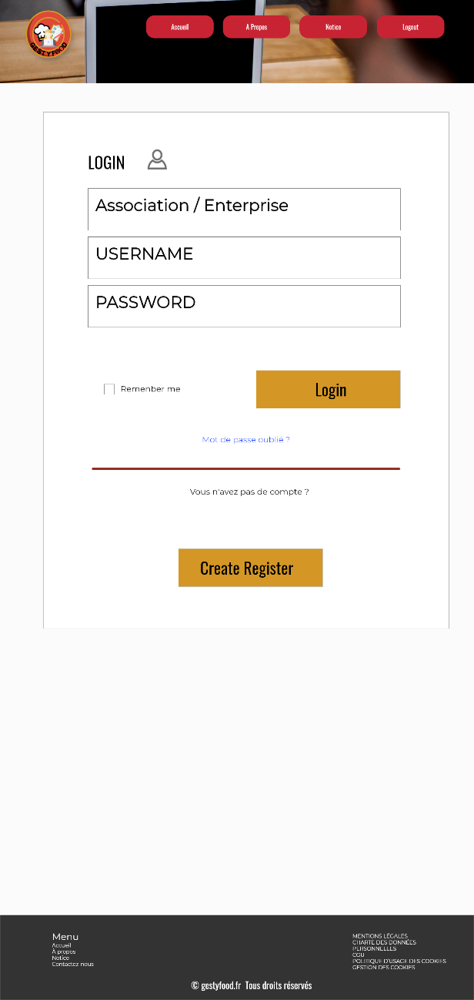 GESTYFOOD
Accueil
A Propos
Notice
Logout
LOGIN
Association / Enterprise
USERNAME
PASSWORD
Remenber me
Login
Mot de passe oublié ?
Vous n'avez pas de compte ?
Create Register
Menu
Accueil
À propos
Notice
Contactez nous
MENTIONS LÉGALES
CHARTE DES DONNÉES
PERSONNELLES
CGU
POLITIQUE D'USAGE DES COOKIES
GESTION DES COOKIES
© gestyfood.fr Tous droits réservés